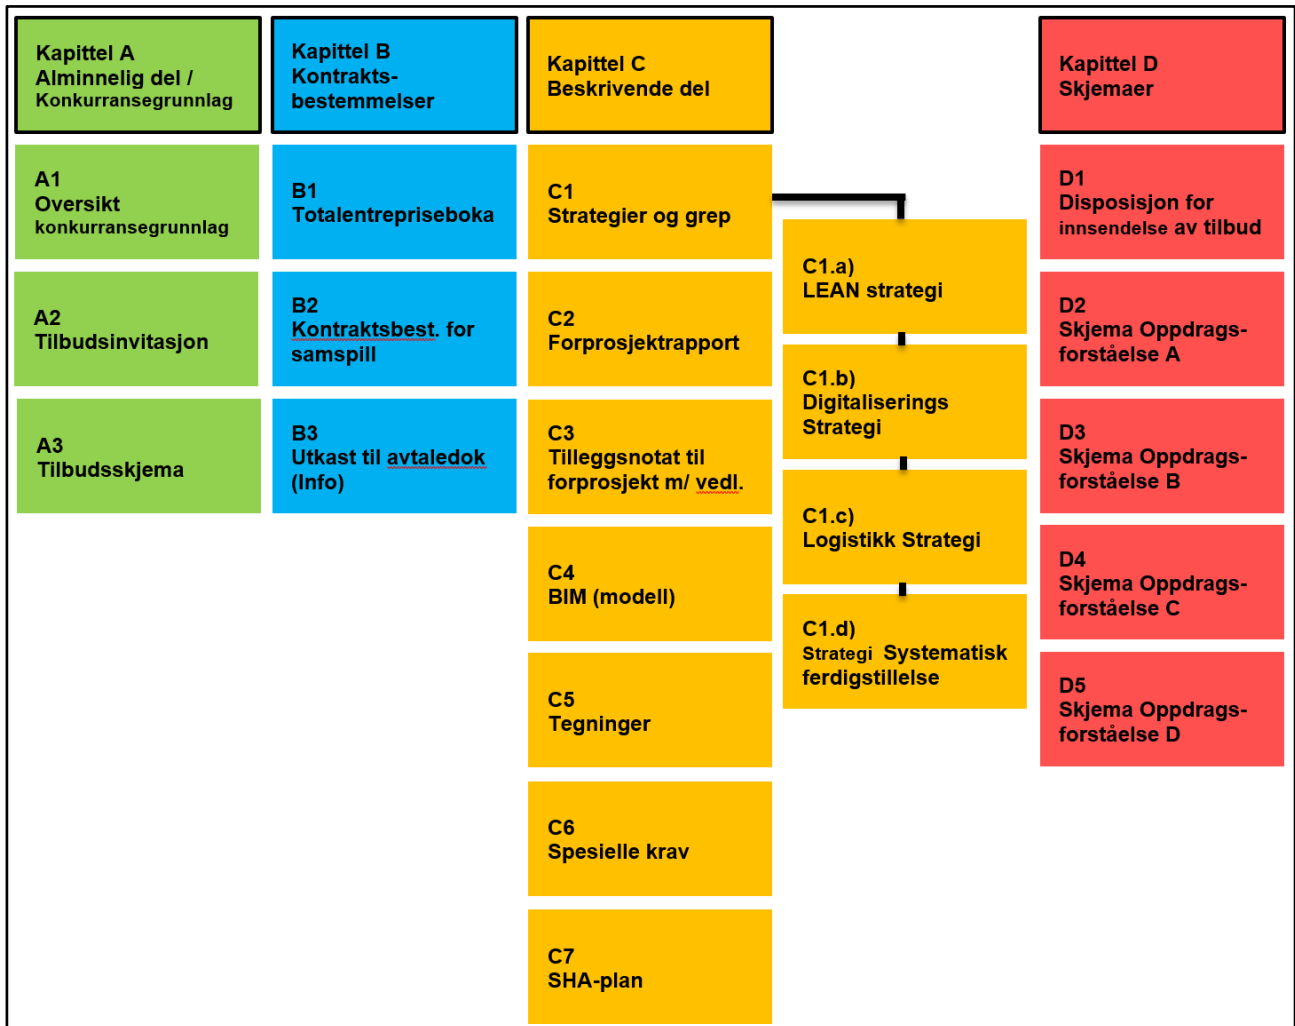 Kapittel A
Alminnelig del /
Konkurransegrunnlag
A1
Oversikt
konkurransegrunnlag
A2
Tilbudsinvitasjon
A3
Tilbudsskjema
Kapittel B
Kontrakts-
bestemmelser
B1
Totalentrepriseboka
B2
Kontraktsbest. for
samspill
B3
Utkast til avtaledok
(Info)
Kapittel C
Beskrivende del
C1
Strategier og grep
C2
Forprosjektrapport
C3
Tilleggsnotat til
forprosjekt m/ vedl.
C4
BIM (modell)
C5
Tegninger
C6
Spesielle krav
C7
SHA-plan
C1.a)
LEAN strategi
C1.b)
Digitaliserings
Strategi
C1.c)
Logistikk Strategi
C1.d)
Strategi Systematisk
ferdigstillelse
Kapittel D
Skjemaer
D1
Disposisjon for
innsendelse av tilbud
D2
Skjema Oppdrags-
forståelse A
D3
Skjema Oppdrags-
forståelse B
D4
Skjema Oppdrags-
forståelse C
D5
Skjema Oppdrags-
forståelse D